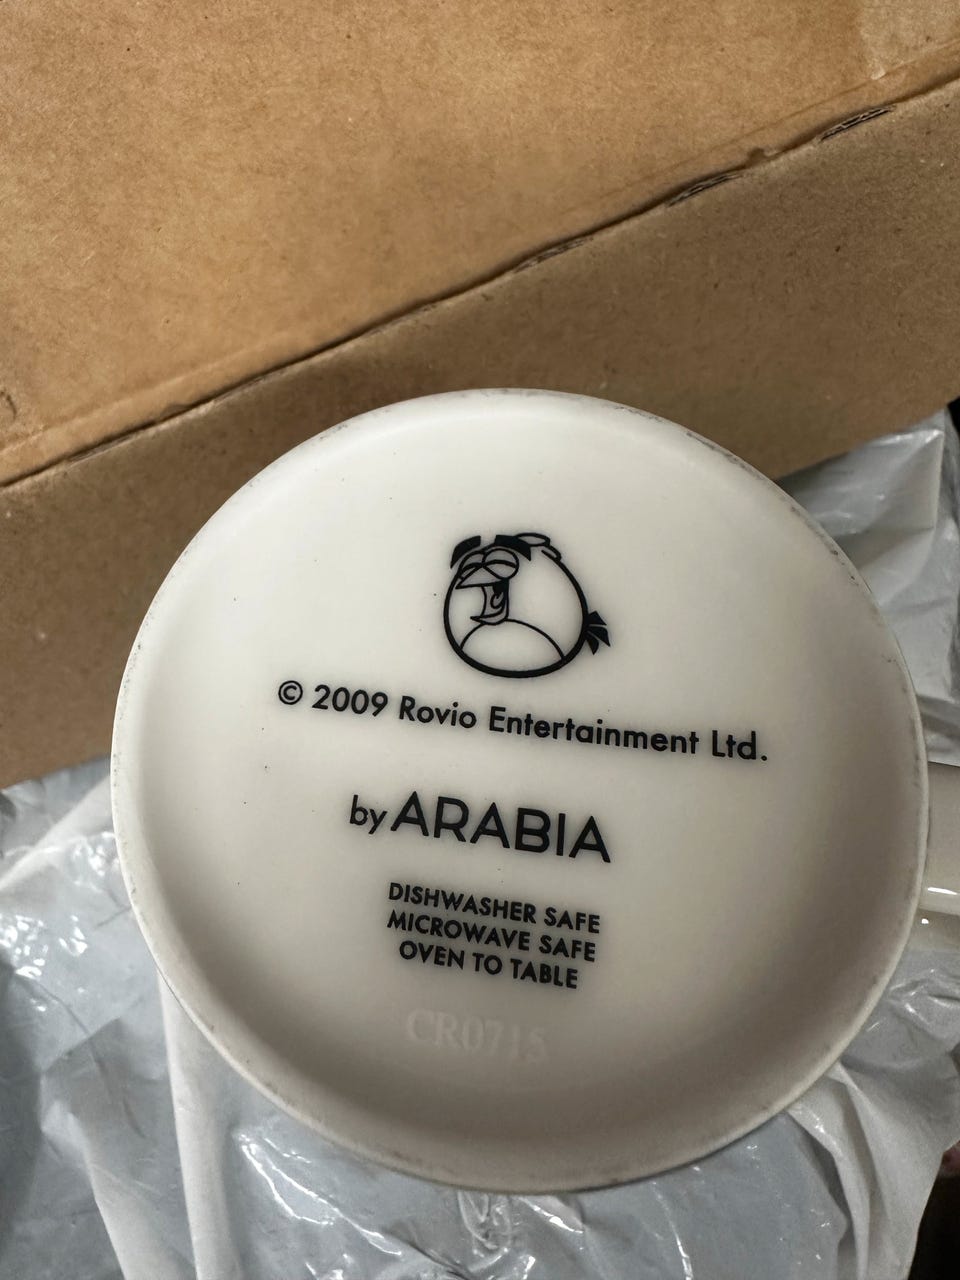 © 2009 Rovio Entertainment Ltd.
by ARABIA
DISHWASHER SAFE
MICROWAVE SAFE
OVEN TO TABLE
CR0715